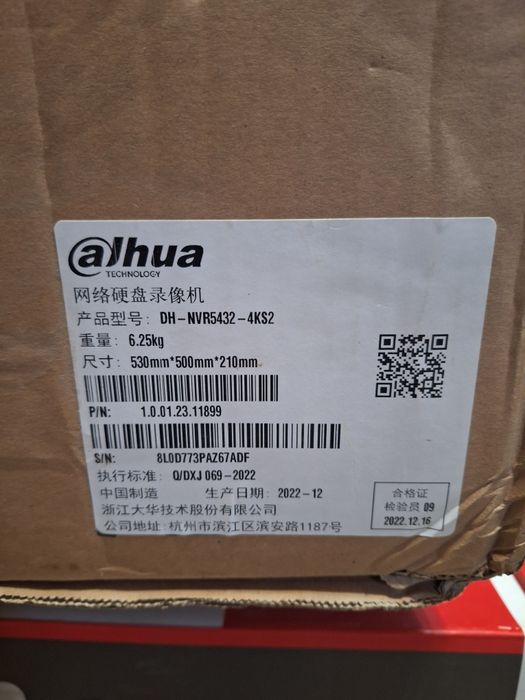 alhua
TECHNOLOGY
网络硬盘录像机
产品型号: DH-NVR5432-4KS2
重量: 6.25kg
尺寸: 530mm*500mm*210mm
P/N: 1.0.01.23.11899
S/N: 8L0D773PAZ67ADF
执行标准: Q/DXJ 069-2022
中国制造 生产日期: 2022-12
浙江大华技术股份有限公司
公司地址: 杭州市滨江区滨安路1187号
合格证
检验员 09
2022.12.16